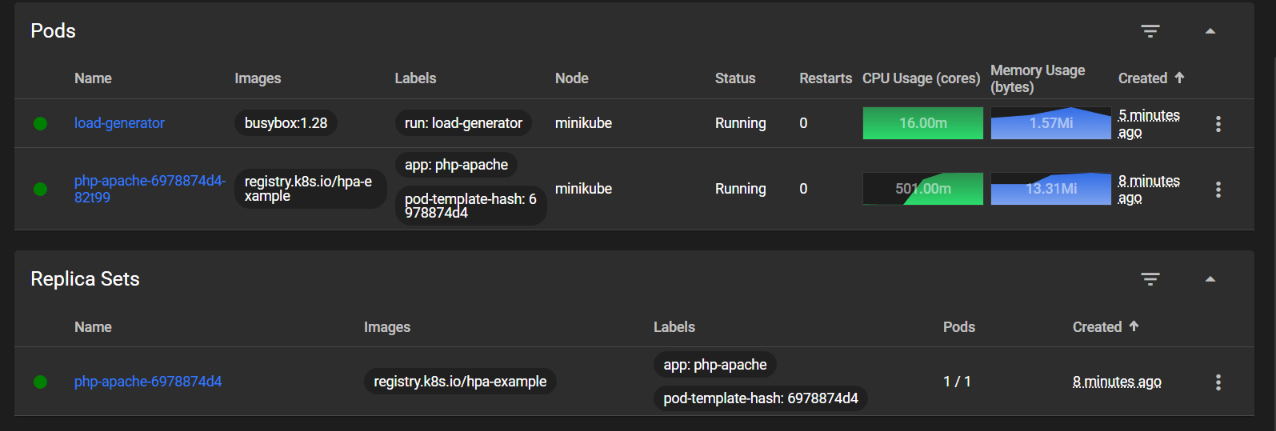 Pods
Name Images Labels Node Status Restarts CPU Usage (cores) Memory Usage (bytes) Created
load-generator busybox:1.28 run: load-generator minikube Running 0 16.00m 1.57Mi 5 minutes ago
php-apache-6978874d4-
82t99
registry.k8s.io/hpa-e
xample
app: php-apache
pod-template-hash: 6
978874d4
minikube Running 0 501.00m 13.31Mi 8 minutes
ago
Replica Sets
Name Images Labels Pods Created
php-apache-6978874d4 registry.k8s.io/hpa-example app: php-apache
pod-template-hash: 6978874d4
1 / 1 8 minutes ago